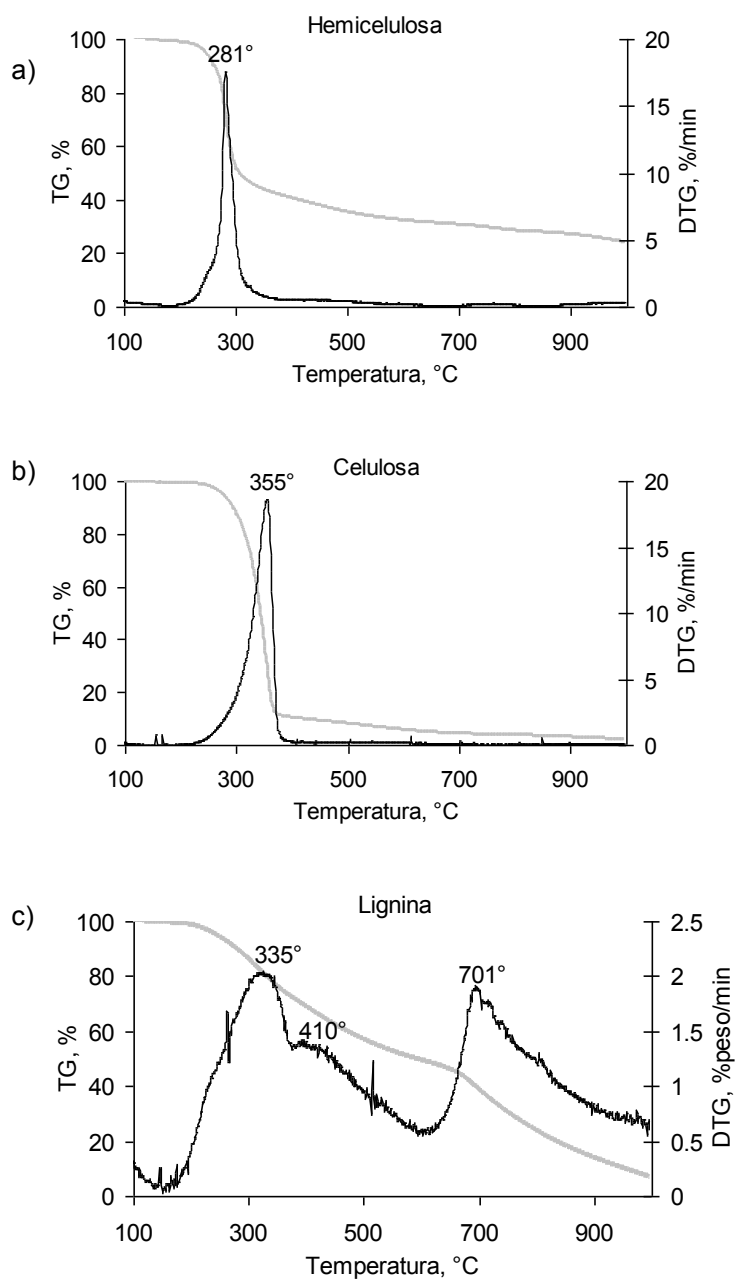 Hemicelulosa
a)
281°
100
80
60
40
20
0
TG, %
20
15
10
5
0
DTG, %/min
100 300 500 700 900
Temperatura, °C
b)
Celulosa
355°
100
80
60
40
20
0
TG, %
20
15
10
5
0
DTG, %/min
100 300 500 700 900
Temperatura, °C
c)
Lignina
335°
410°
701°
100
80
60
40
20
0
TG, %
2.5
2
1.5
1
0.5
0
DTG, %peso/min
100 300 500 700 900
Temperatura, °C